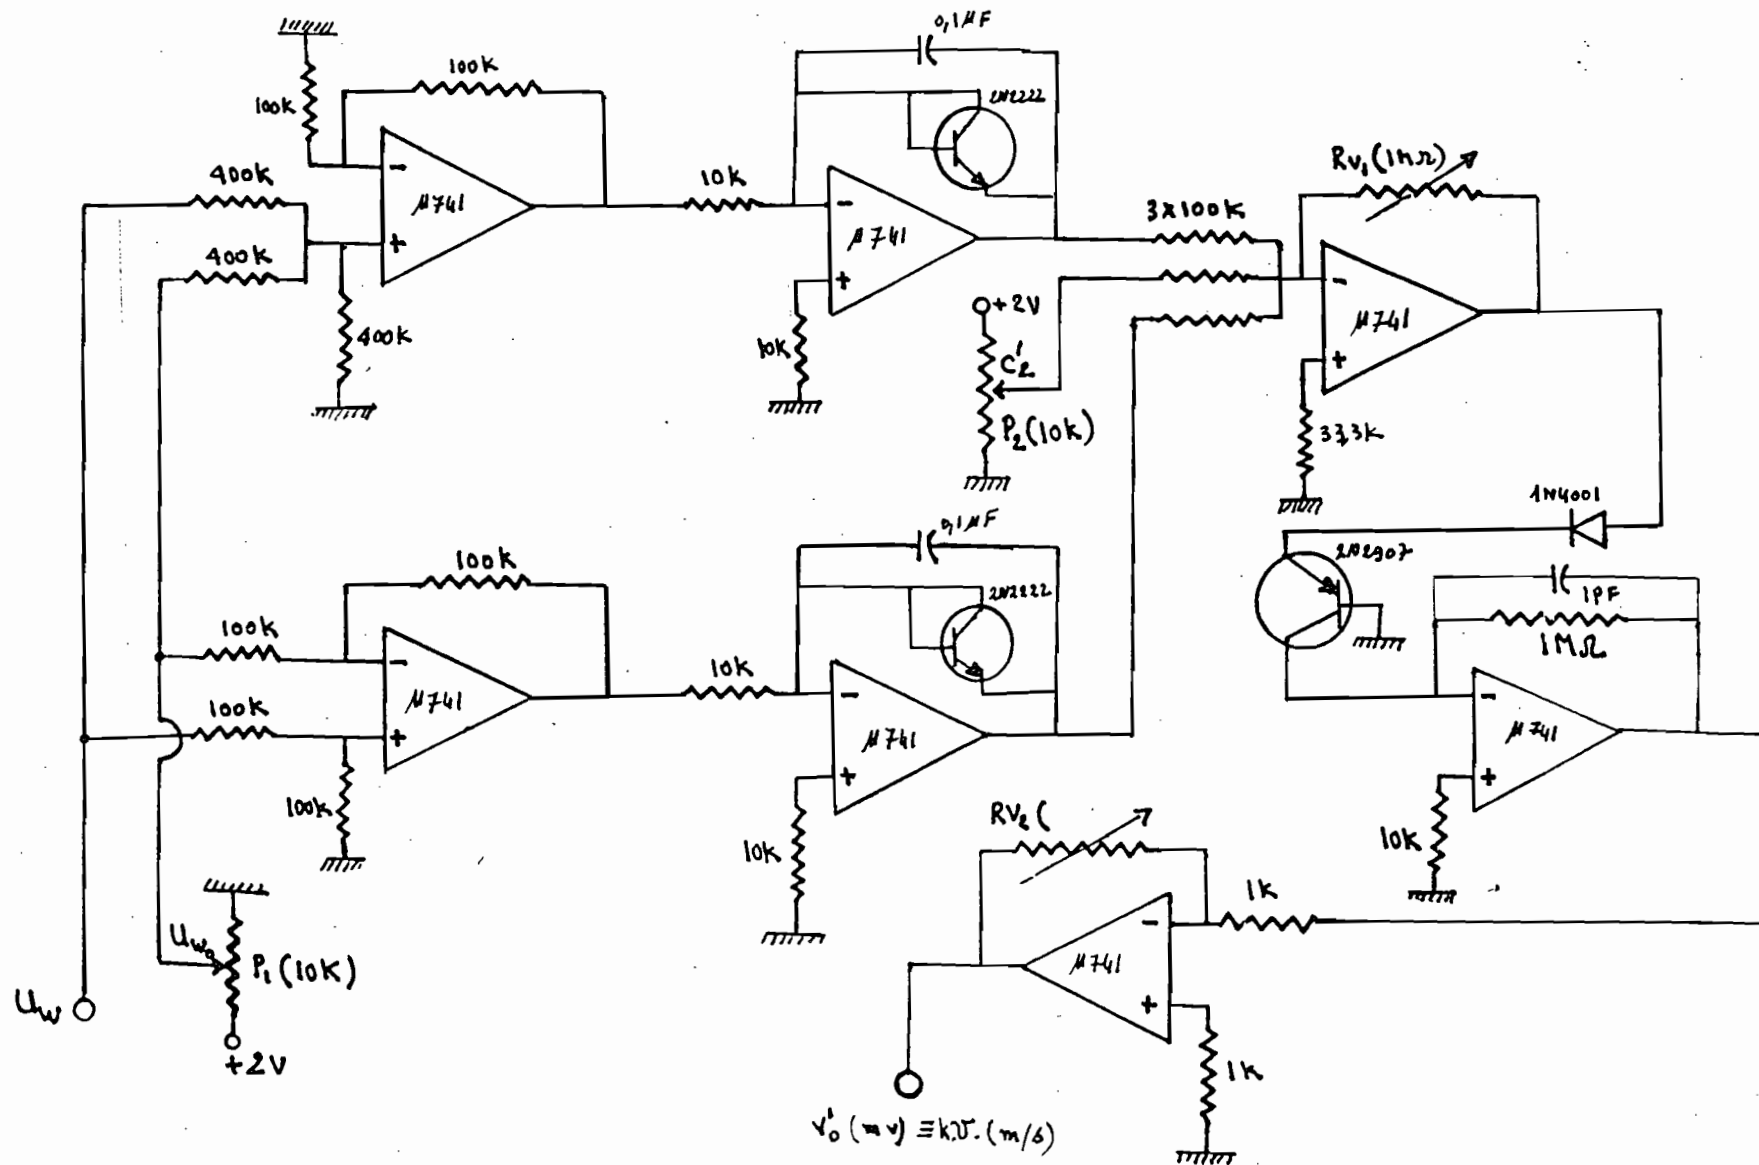 0,1µF
100k
100k
2N2222
400k
10k
µ741
Rv₁(1MΩ)
3x100k
µ741
400k
400k
+2V
10k
C'₂
P₂(10k)
µ741
33,3k
1N4001
0,1µF
2N2907
100k
2N2222
1PF
1MΩ
100k
10k
µ741
100k
µ741
µ741
100k
RV₂(
10k
10k
1k
Uw₀
P₁(10K)
µ741
Uw
+2V
1k
v'₀(mv)≡k.v.(m/s)